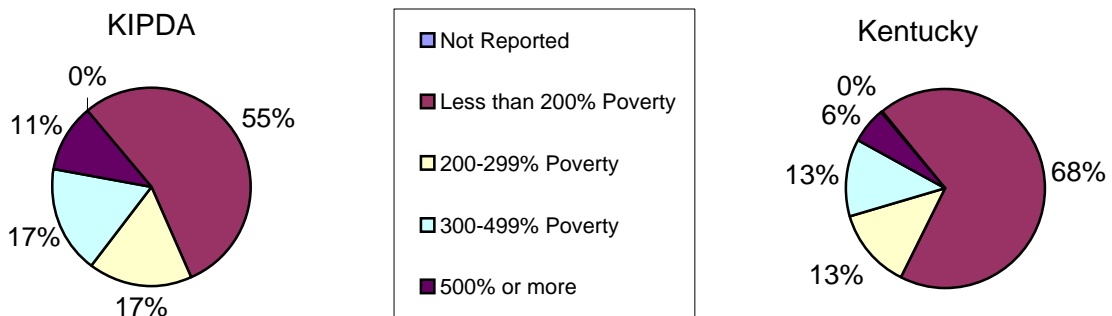 KIPDA
0%
55%
11%
17%
17%
Not Reported
Less than 200% Poverty
200-299% Poverty
300-499% Poverty
500% or more
Kentucky
0%
6%
68%
13%
13%